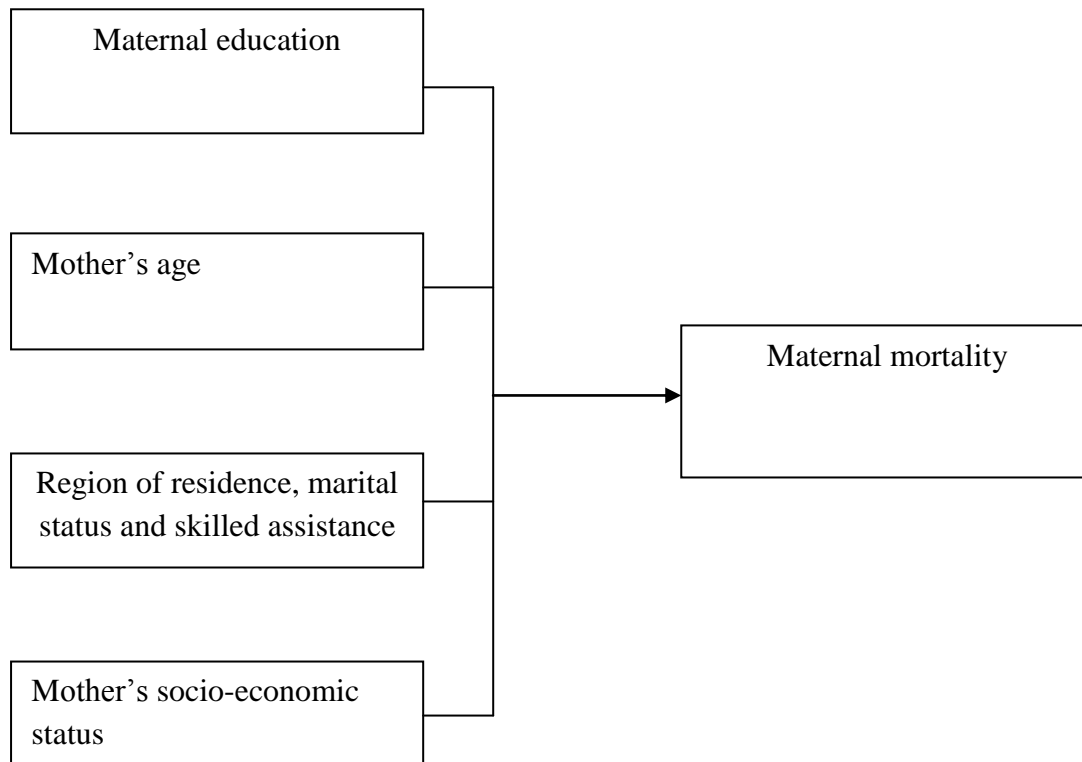 Maternal education
Mother’s age
Maternal mortality
Region of residence, marital
status and skilled assistance
Mother’s socio-economic
status